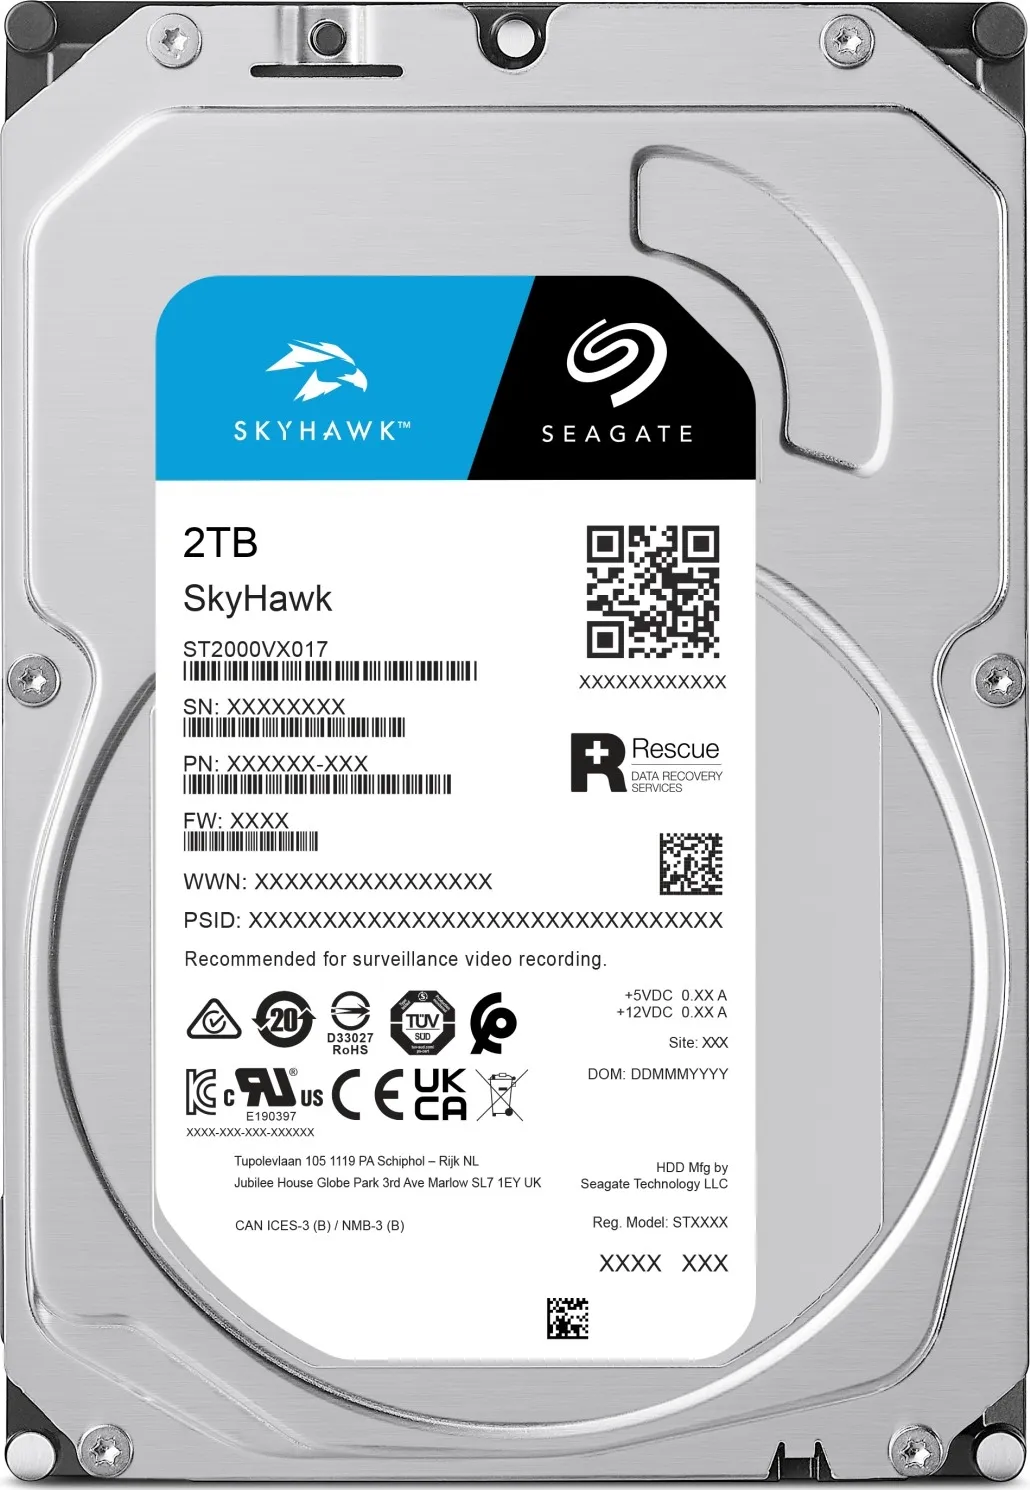 SKYHAWK™
SEAGATE
2TB
SkyHawk
ST2000VX017
SN: XXXXXXXX
PN: XXXXXX-XXX
FW: XXXX
WWN: XXXXXXXXXXXXXXXX
PSID: XXXXXXXXXXXXXXXXXXXXXXXXXXXXXXXX
XXXXXXXXXXXX
Rescue
DATA RECOVERY
SERVICES
Recommended for surveillance video recording.
+5VDC 0.XX A
+12VDC 0.XX A
Site: XXX
DOM: DDMMMYYYY
20
D33027
RoHS
TÜV
SÜD
c RU® US
E190397
CE
UK
CA
XXXX-XXX-XXX-XXXXXX
Tupolevlaan 105 1119 PA Schiphol – Rijk NL
Jubilee House Globe Park 3rd Ave Marlow SL7 1EY UK
CAN ICES-3 (B) / NMB-3 (B)
HDD Mfg by
Seagate Technology LLC
Reg. Model: STXXXX
XXXX XXX